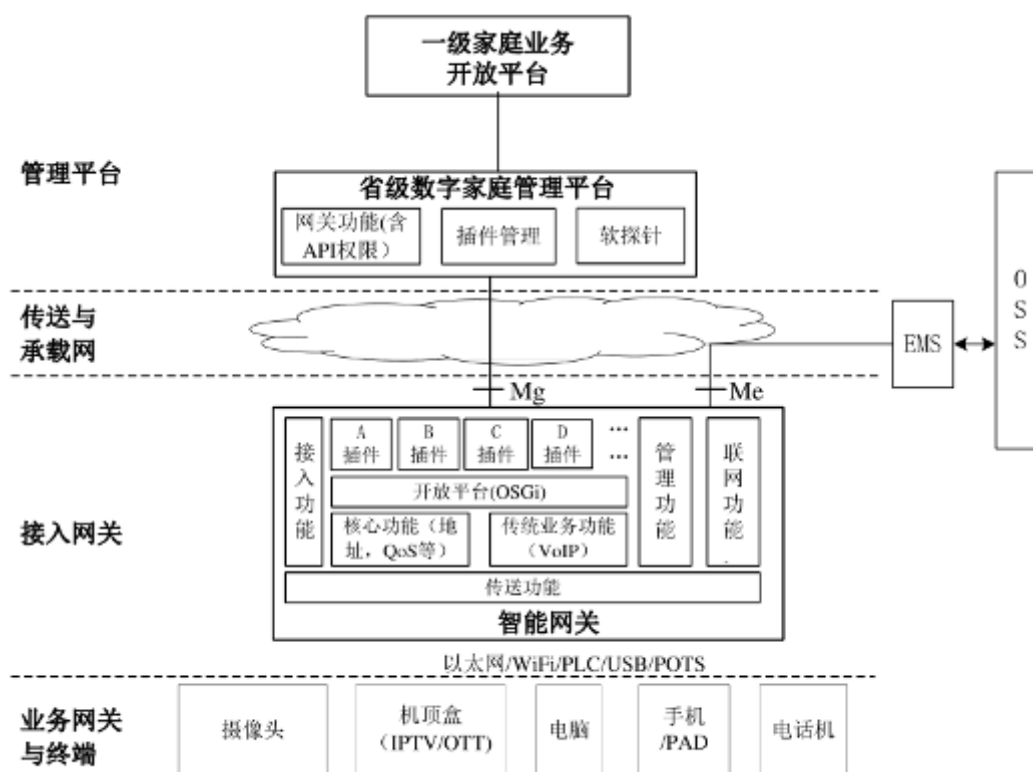 一级家庭业务
开放平台
管理平台
省级数字家庭管理平台
网关功能(含
API权限）
插件管理
软探针
OSS
传送与
承载网
EMS
Mg
Me
接入网关
接入功能
A
插件
B
插件
C
插件
D
插件
…
…
开放平台(OSGi)
核心功能（地
址，QoS等）
传统业务功能
（VoIP）
管理功能
联网功能
传送功能
智能网关
以太网/WiFi/PLC/USB/POTS
业务网关
与终端
摄像头
机顶盒
（IPTV/OTT)
电脑
手机
/PAD
电话机